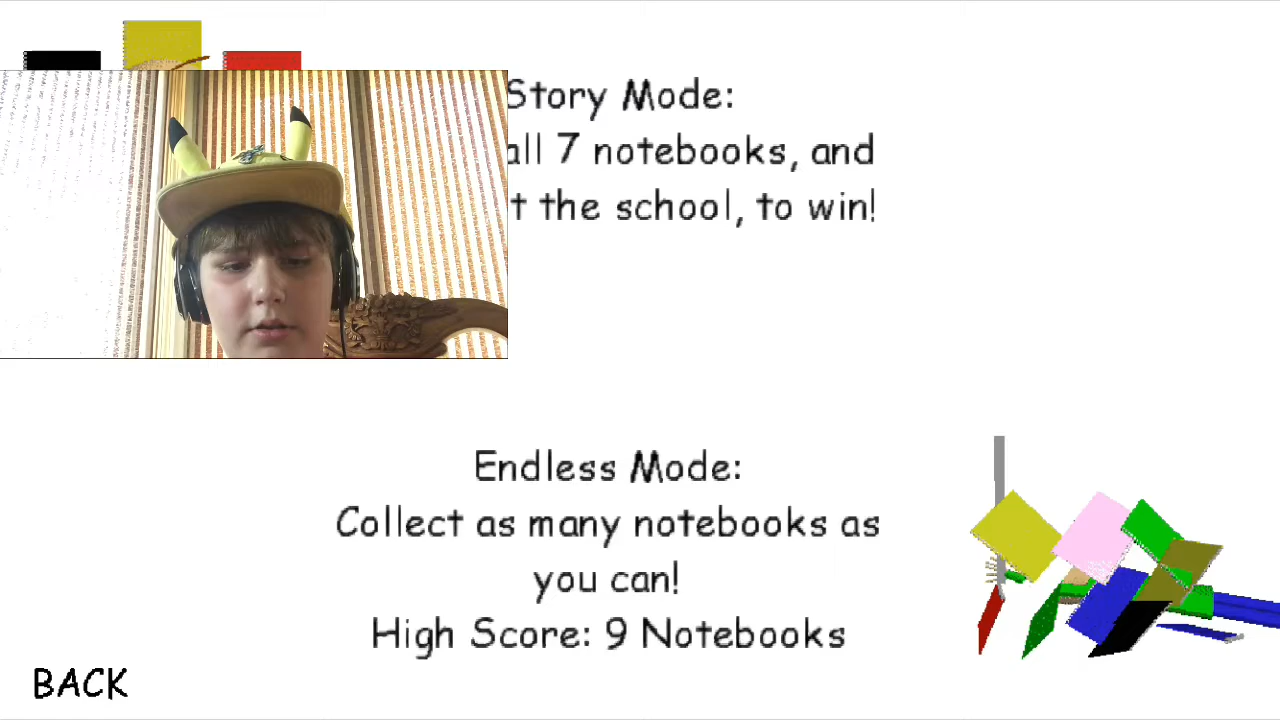 Story Mode:
all 7 notebooks, and
the school, to win!
Endless Mode:
Collect as many notebooks as
you can!
High Score: 9 Notebooks
BACK